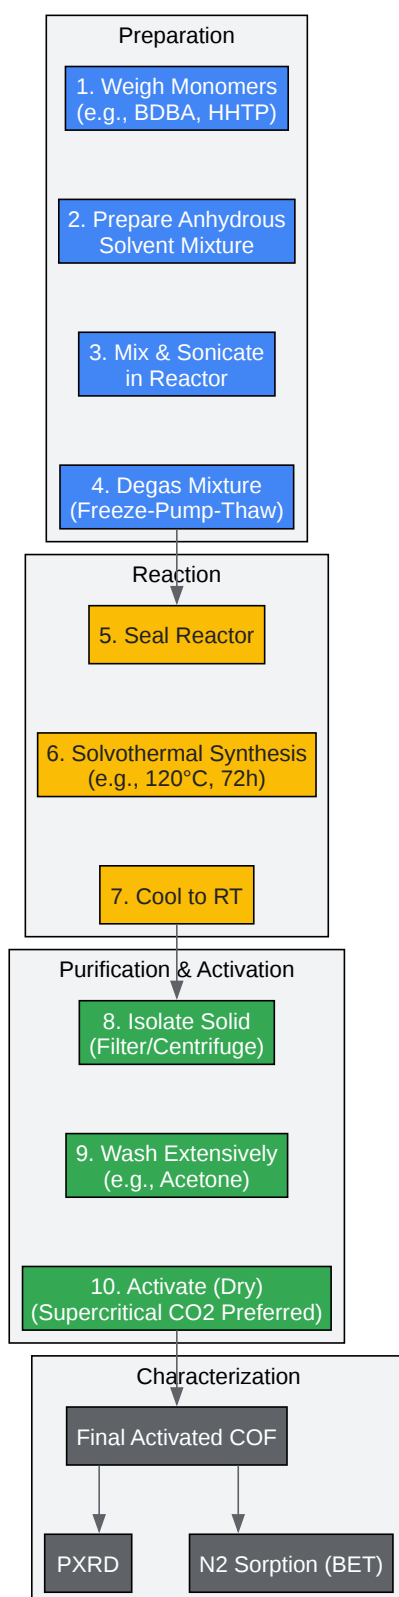 Preparation
1. Weigh Monomers
(e.g., BDBA, HHTP)
2. Prepare Anhydrous
Solvent Mixture
3. Mix & Sonicate
in Reactor
4. Degas Mixture
(Freeze-Pump-Thaw)
Reaction
5. Seal Reactor
6. Solvothermal Synthesis
(e.g., 120°C, 72h)
7. Cool to RT
Purification & Activation
8. Isolate Solid
(Filter/Centrifuge)
9. Wash Extensively
(e.g., Acetone)
10. Activate (Dry)
(Supercritical CO2 Preferred)
Characterization
Final Activated COF
PXRD
N2 Sorption (BET)